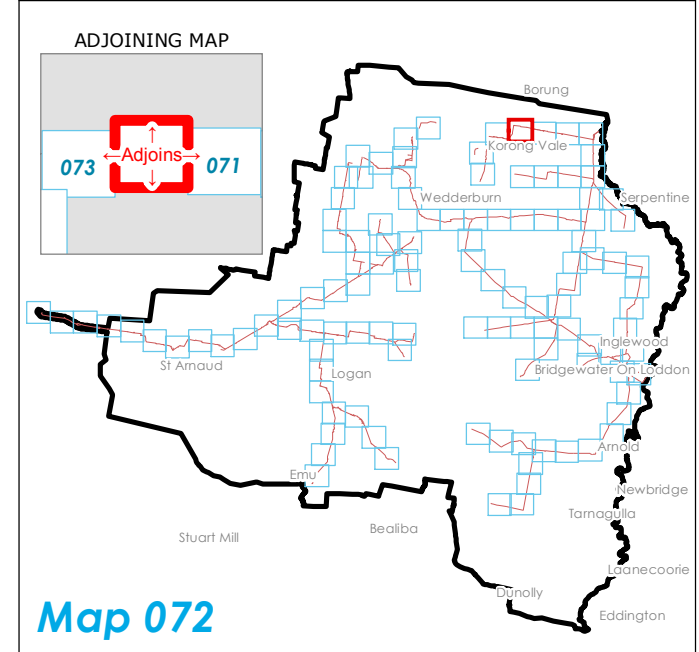 ADJOINING MAP
073
Adjoins
071
Borung
Korong Vale
Wedderburn
Serpentine
Inglewood
Bridgewater On Loddon
St Arnaud
Logan
Arnold
Emu
Newbridge
Tarnagulla
Bealiba
Stuart Mill
Laanecoorie
Dunolly
Eddington
Map 072